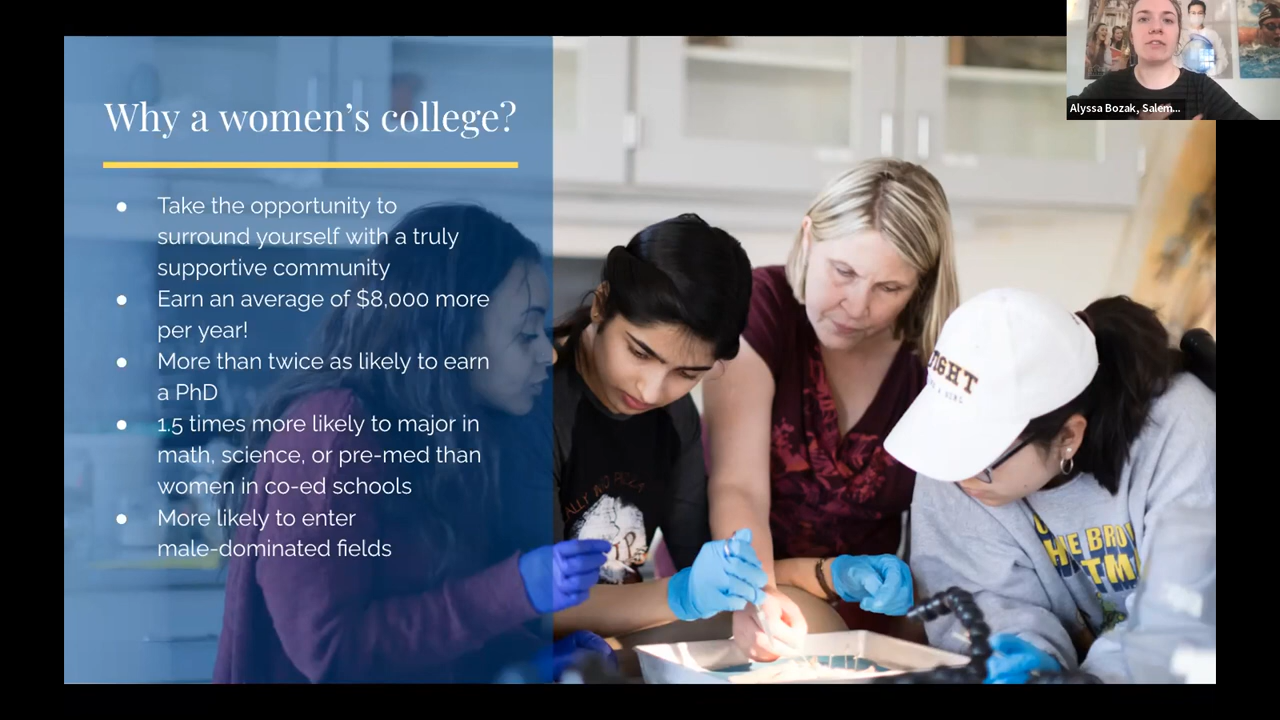 Alyssa Bozak, Salem...
Why a women's college?
● Take the opportunity to
surround yourself with a truly
supportive community
● Earn an average of $8,000 more
per year!
● More than twice as likely to earn
a PhD
● 1.5 times more likely to major in
math, science, or pre-med than
women in co-ed schools
● More likely to enter
male-dominated fields